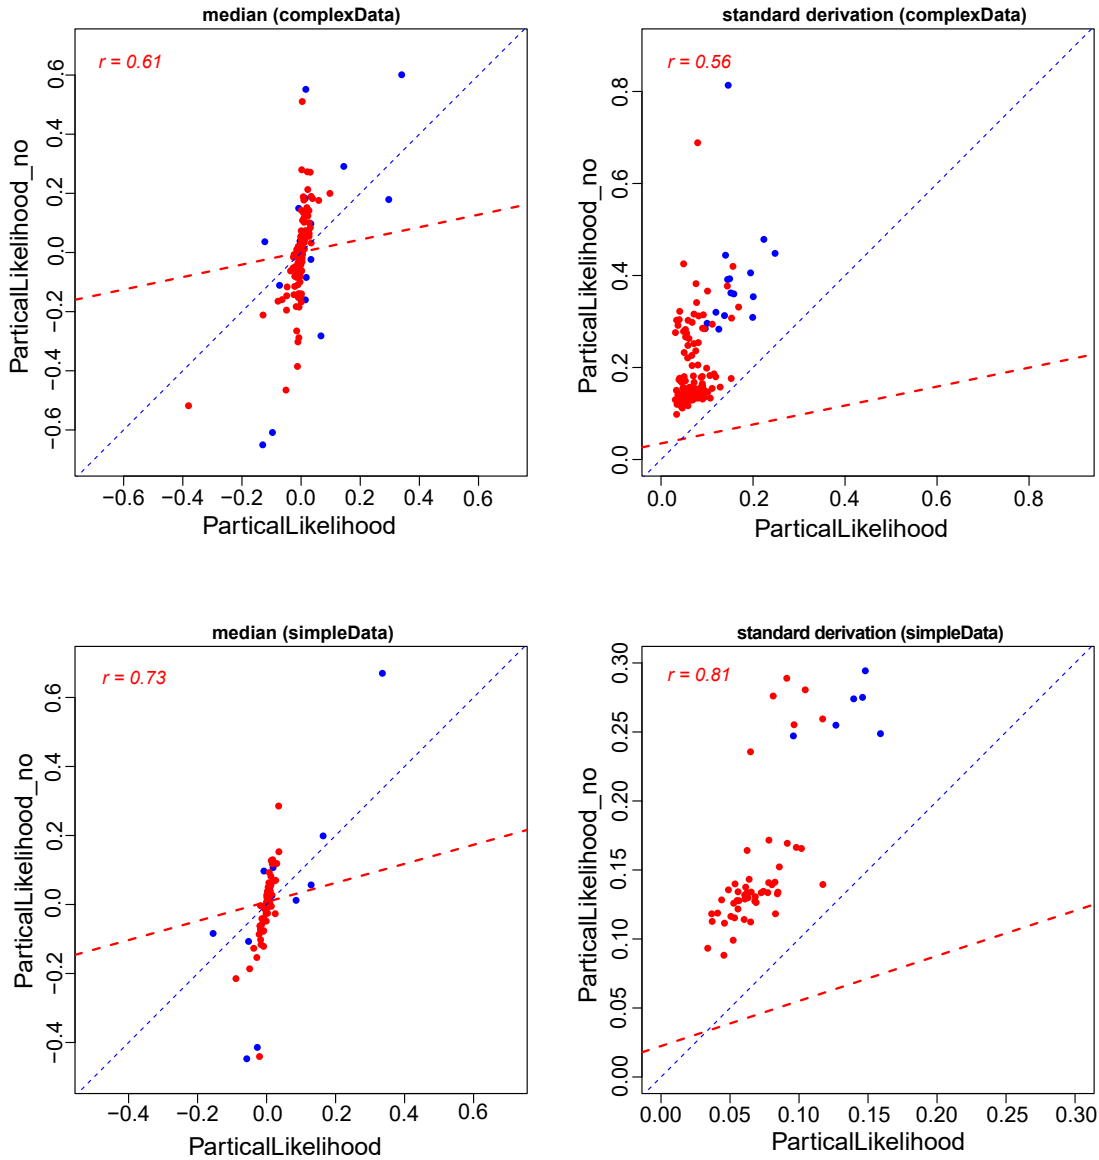 median (complexData)
r = 0.61
ParticalLikelihood_no
0.6
0.4
0.2
0.0
−0.2
−0.4
−0.6
−0.6 −0.4 −0.2 0.0 0.2 0.4 0.6
ParticalLikelihood
standard derivation (complexData)
r = 0.56
ParticalLikelihood_no
0.8
0.6
0.4
0.2
0.0
0.0 0.2 0.4 0.6 0.8
ParticalLikelihood
median (simpleData)
r = 0.73
ParticalLikelihood_no
0.6
0.4
0.2
0.0
−0.2
−0.4
−0.4 −0.2 0.0 0.2 0.4 0.6
ParticalLikelihood
standard derivation (simpleData)
r = 0.81
ParticalLikelihood_no
0.30
0.25
0.20
0.15
0.10
0.05
0.00
0.00 0.05 0.10 0.15 0.20 0.25 0.30
ParticalLikelihood